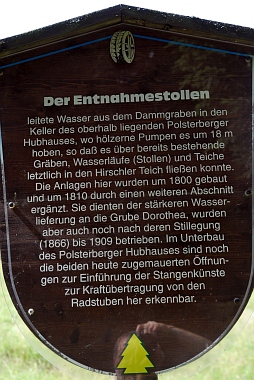 Der Entnahmestollen
leitete Wasser aus dem Dammgraben in den
Keller des oberhalb liegenden Polsterberger
Hubhauses, wo hölzerne Pumpen es um 18 m
hoben, so daß es über bereits bestehende
Gräben, Wasserläufe (Stollen) und Teiche
letztlich in den Hirschler Teich fließen konnte.
Die Anlagen hier wurden um 1800 gebaut
und um 1810 durch einen weiteren Abschnitt
ergänzt. Sie dienten der stärkeren Wasser-
lieferung an die Grube Dorothea, wurden
aber auch noch nach deren Stillegung
(1866) bis 1909 betrieben. Im Unterbau
des Polsterberger Hubhauses sind noch
die beiden heute zugemauerten Öffnun-
gen zur Einführung der Stangenkünste
zur Kraftübertragung von den
Radstuben her erkennbar.